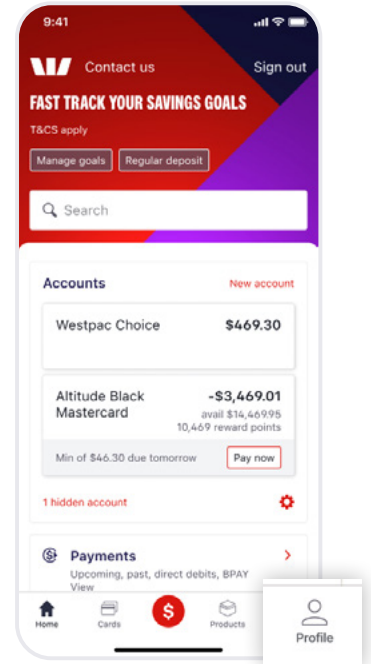 9:41
Contact us Sign out
FAST TRACK YOUR SAVINGS GOALS
T&CS apply
Manage goals Regular deposit
Search
Accounts New account
Westpac Choice $469.30
Altitude Black -$3,469.01
Mastercard avail $14,469.95
10,469 reward points
Min of $46.30 due tomorrow Pay now
1 hidden account
Payments
Upcoming, past, direct debits, BPAY
View
Home Cards $ Products Profile